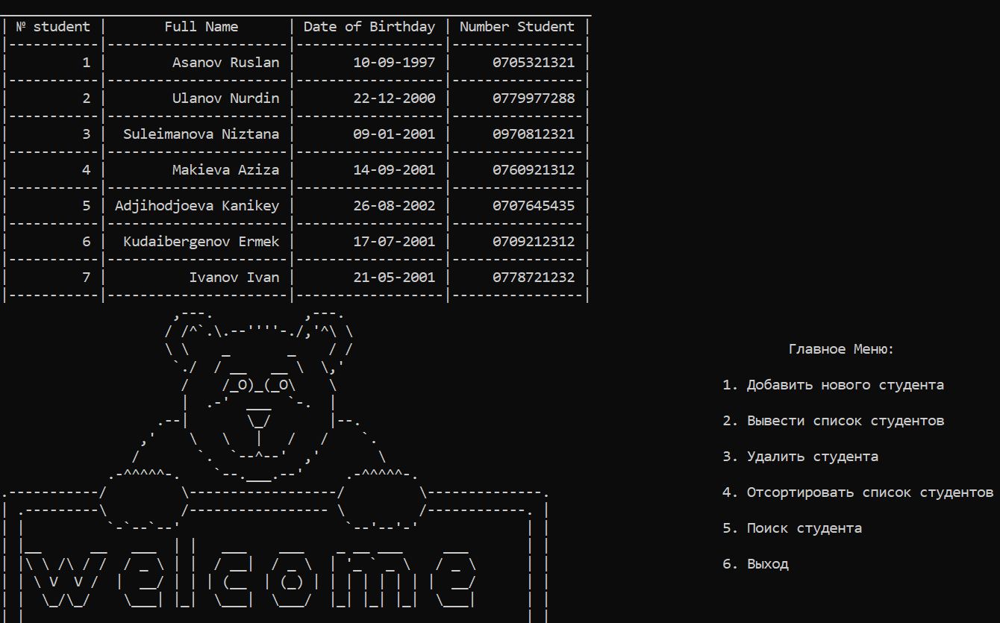 № student | Full Name | Date of Birthday | Number Student
1 | Asanov Ruslan | 10-09-1997 | 0705321321
2 | Ulanov Nurdin | 22-12-2000 | 0779977288
3 | Suleimanova Niztana | 09-01-2001 | 0970812321
4 | Makieva Aziza | 14-09-2001 | 0760921312
5 | Adjihodjoeva Kanikey | 26-08-2002 | 0707645435
6 | Kudaibergenov Ermek | 17-07-2001 | 0709212312
7 | Ivanov Ivan | 21-05-2001 | 0778721232
Главное Меню:
1. Добавить нового студента
2. Вывести список студентов
3. Удалить студента
4. Отсортировать список студентов
5. Поиск студента
6. Выход
welcome